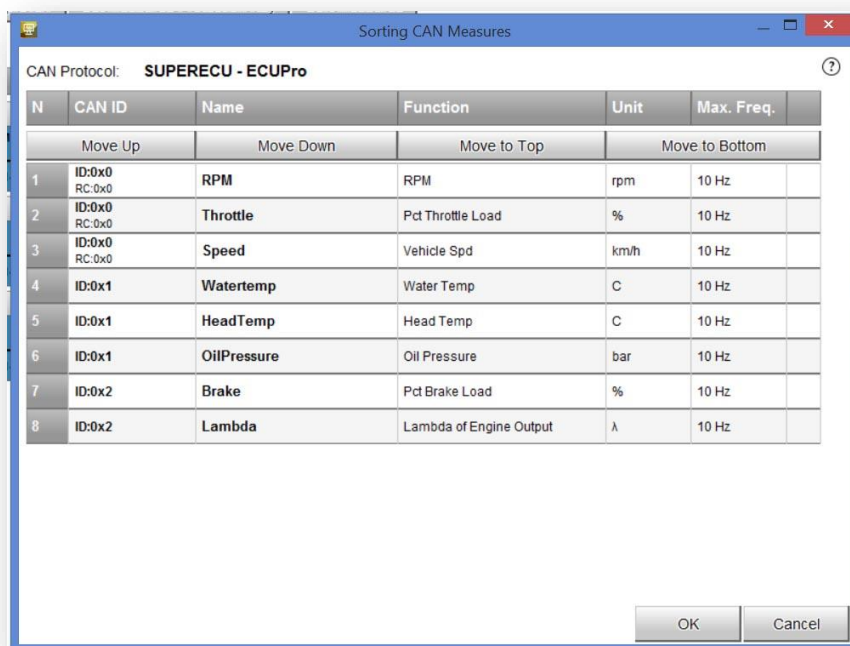 Sorting CAN Measures
CAN Protocol: SUPERECU - ECUPro
?
N CAN ID Name Function Unit Max. Freq.
Move Up Move Down Move to Top Move to Bottom
1 ID:0x0 RC:0x0 RPM RPM rpm 10 Hz
2 ID:0x0 RC:0x0 Throttle Pct Throttle Load % 10 Hz
3 ID:0x0 RC:0x0 Speed Vehicle Spd km/h 10 Hz
4 ID:0x1 Watertemp Water Temp C 10 Hz
5 ID:0x1 HeadTemp Head Temp C 10 Hz
6 ID:0x1 OilPressure Oil Pressure bar 10 Hz
7 ID:0x2 Brake Pct Brake Load % 10 Hz
8 ID:0x2 Lambda Lambda of Engine Output λ 10 Hz
OK Cancel